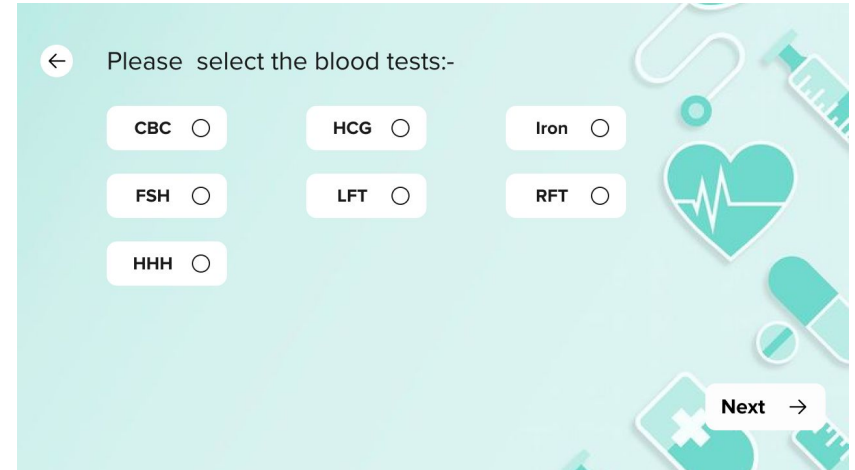 Please  select the blood tests:-
CBC HCG Iron
FSH LFT RFT
HHH
Next